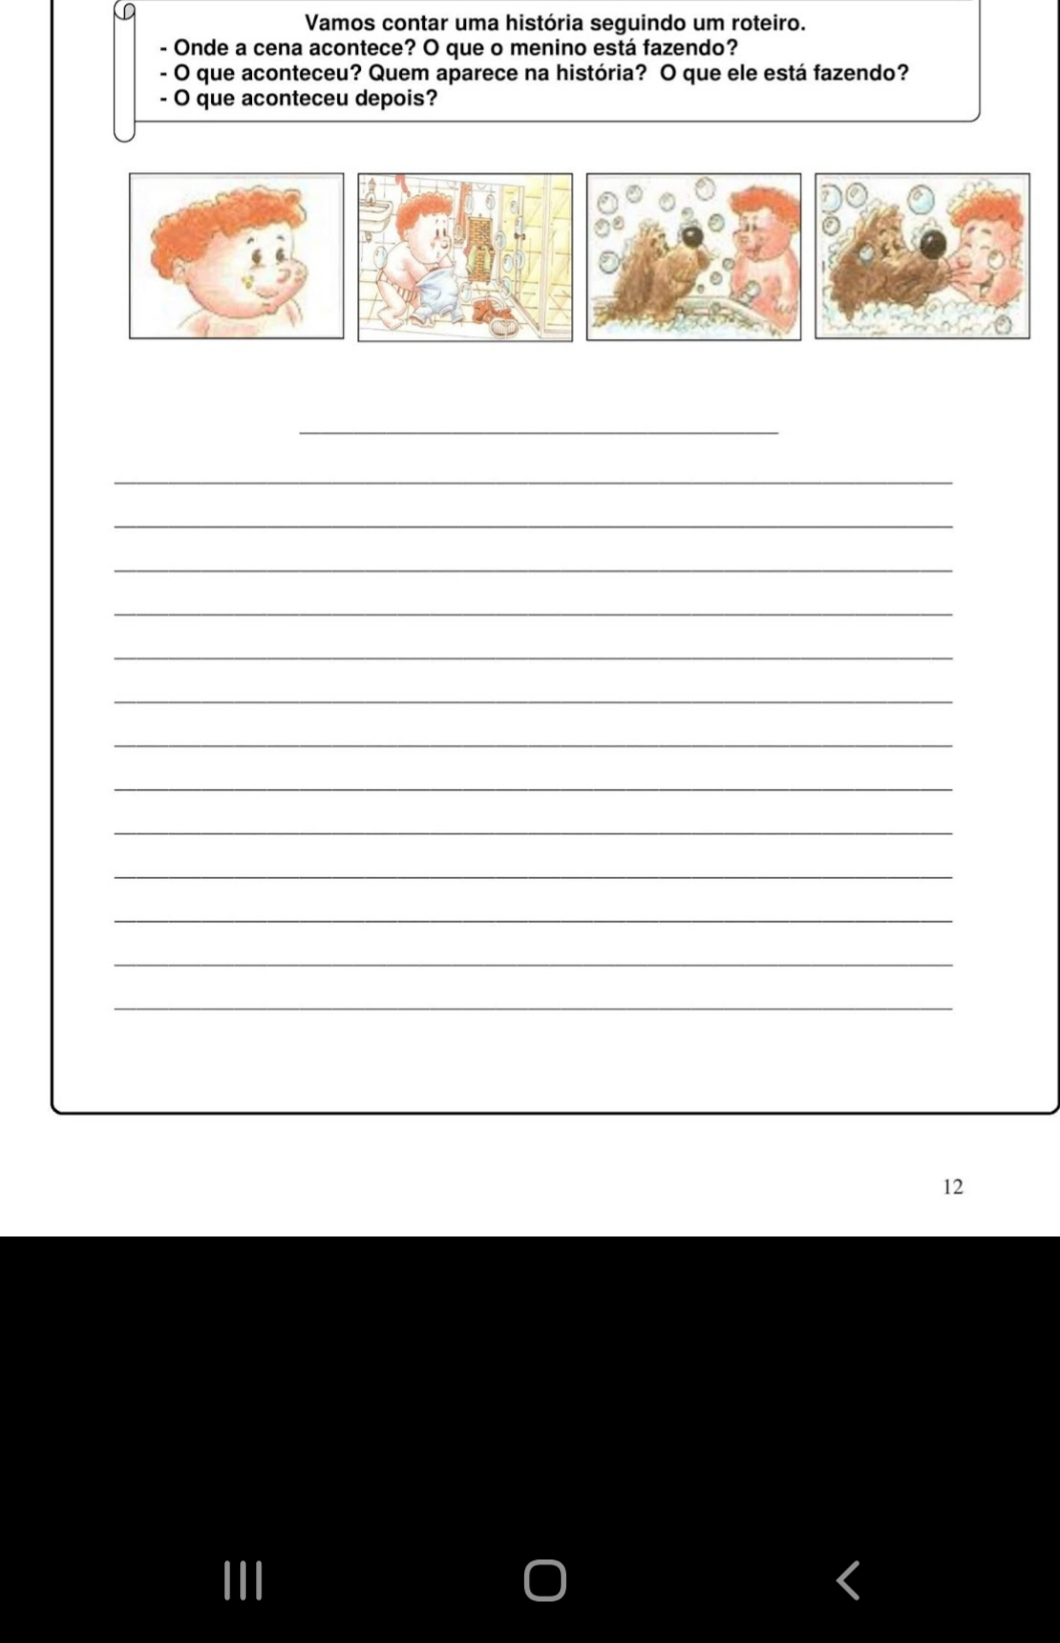 Vamos contar uma história seguindo um roteiro.
- Onde a cena acontece? O que o menino está fazendo?
- O que aconteceu? Quem aparece na história? O que ele está fazendo?
- O que aconteceu depois?
12